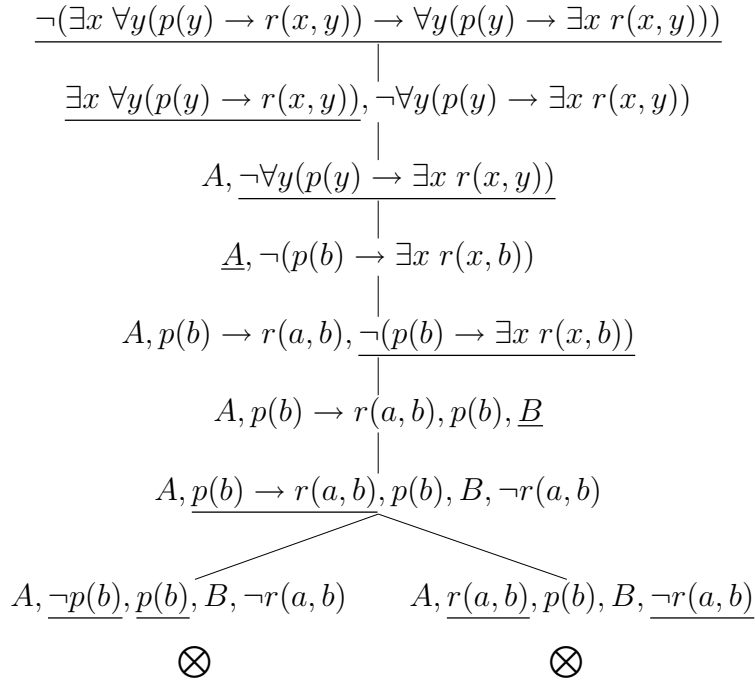 ¬(∃x ∀y(p(y) → r(x, y)) → ∀y(p(y) → ∃x r(x, y)))
∃x ∀y(p(y) → r(x, y)), ¬∀y(p(y) → ∃x r(x, y))
A, ¬∀y(p(y) → ∃x r(x, y))
A, ¬(p(b) → ∃x r(x, b))
A, p(b) → r(a, b), ¬(p(b) → ∃x r(x, b))
A, p(b) → r(a, b), p(b), B
A, p(b) → r(a, b), p(b), B, ¬r(a, b)
A, ¬p(b), p(b), B, ¬r(a, b) A, r(a, b), p(b), B, ¬r(a, b)
⊗ ⊗